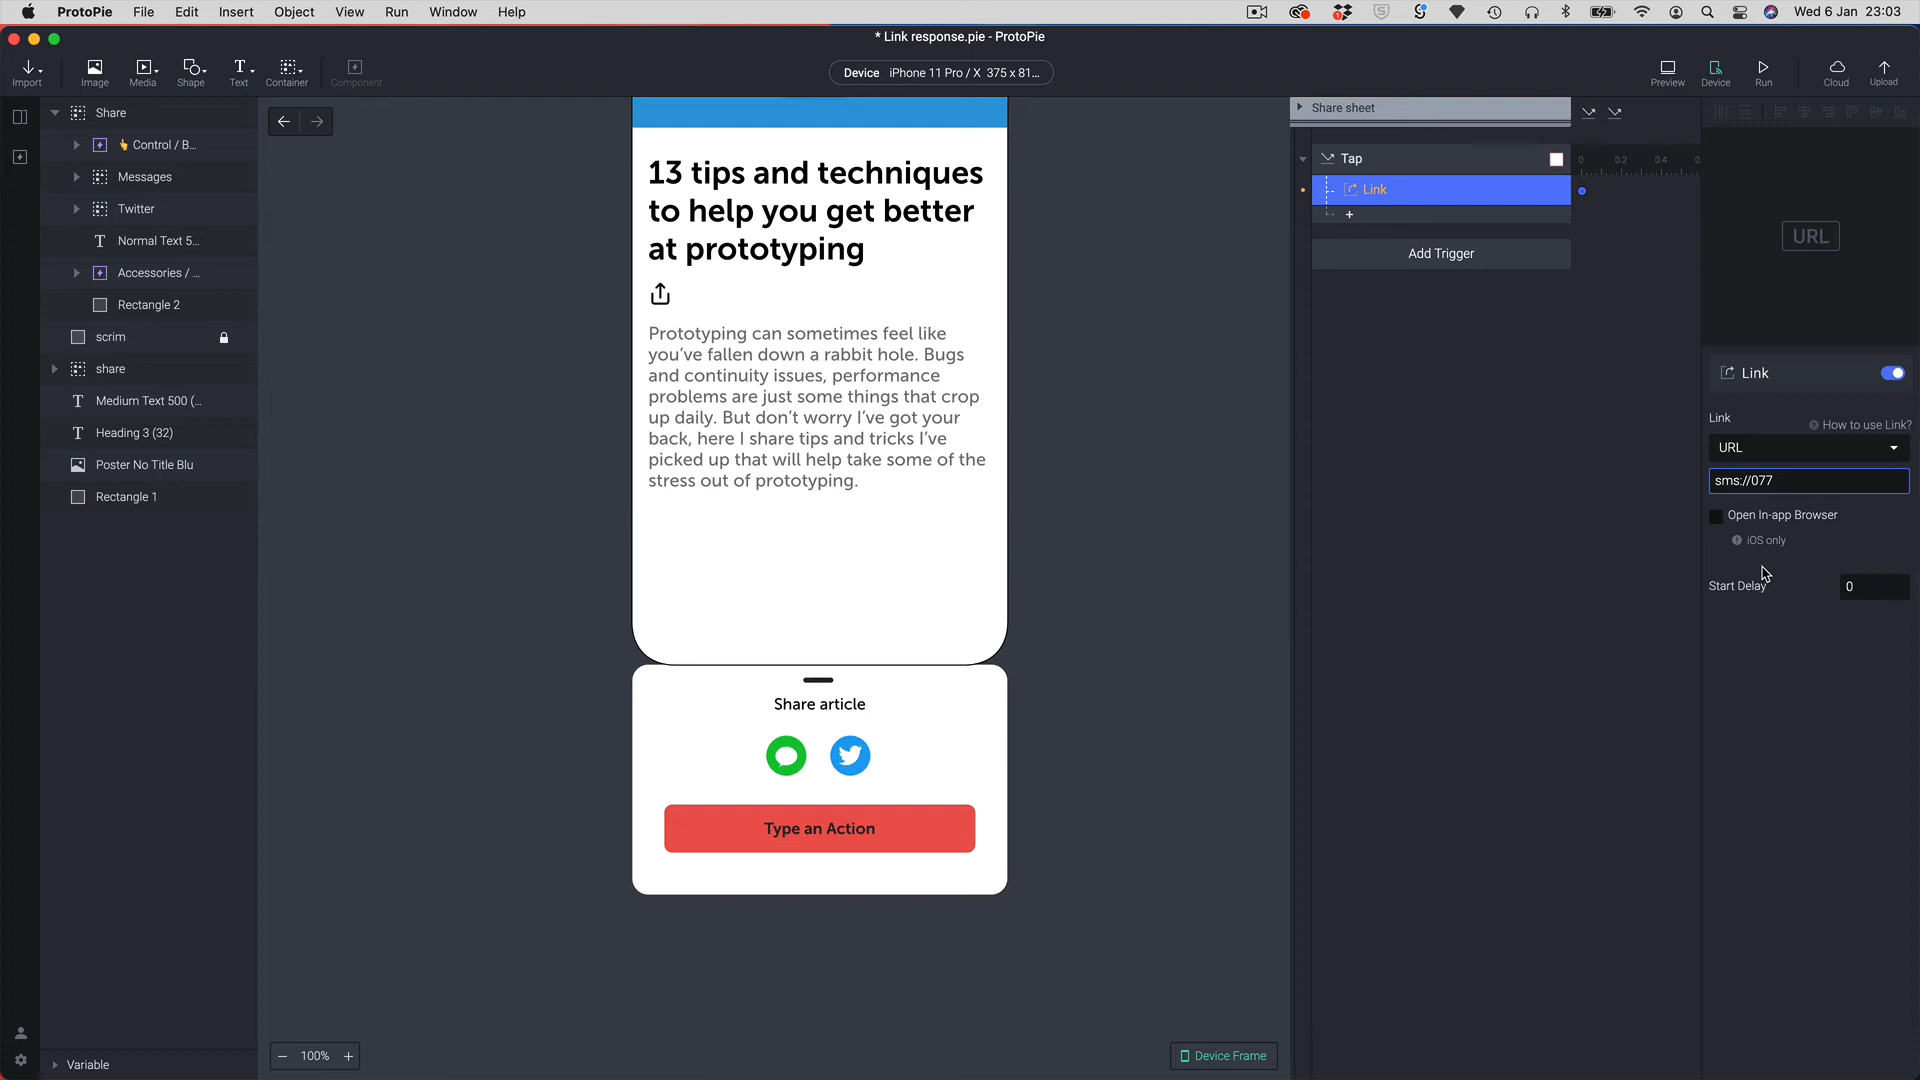 ProtoPie File Edit Insert Object View Run Window Help Wed 6 Jan 23:03
* Link response.pie - ProtoPie
Import Image Media Shape Text Container Component
Device iPhone 11 Pro / X 375 x 81...
Preview Device Run Cloud Upload
Share
👆 Control / B...
Messages
Twitter
Normal Text 5...
Accessories / ...
Rectangle 2
scrim
share
Medium Text 500 (...
Heading 3 (32)
Poster No Title Blu
Rectangle 1
Variable
13 tips and techniques
to help you get better
at prototyping
Prototyping can sometimes feel like
you've fallen down a rabbit hole. Bugs
and continuity issues, performance
problems are just some things that crop
up daily. But don't worry I've got your
back, here I share tips and tricks I've
picked up that will help take some of the
stress out of prototyping.
Share article
Type an Action
100%
Device Frame
Share sheet
Tap
0 0.2 0.4
Link
+
Add Trigger
URL
Link
Link
How to use Link?
URL
sms://077
Open In-app Browser
iOS only
Start Delay 0